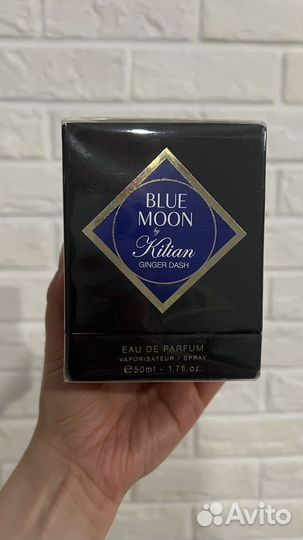 BLUE
MOON
by
Kilian
GINGER DASH
EAU DE PARFUM
VAPORISATEUR / SPRAY
℮50ml - 1.7fl.oz.
Avito